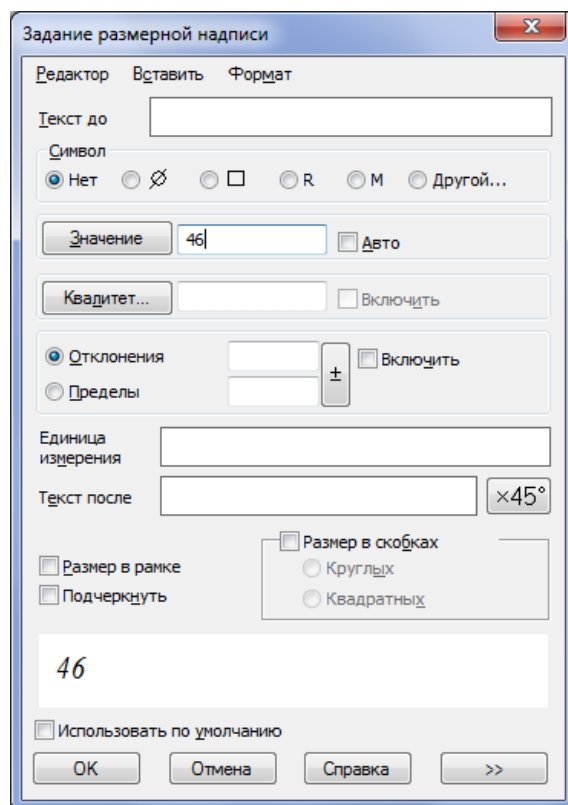 Задание размерной надписи
Редактор Вставить Формат
Текст до
Символ
Нет Ø □ R M Другой...
Значение 46 Авто
Квалитет... Включить
Отклонения ± Включить
Пределы
Единица
измерения
Текст после ×45°
Размер в скобках
Размер в рамке Круглых
Подчеркнуть Квадратных
46
Использовать по умолчанию
OK Отмена Справка >>